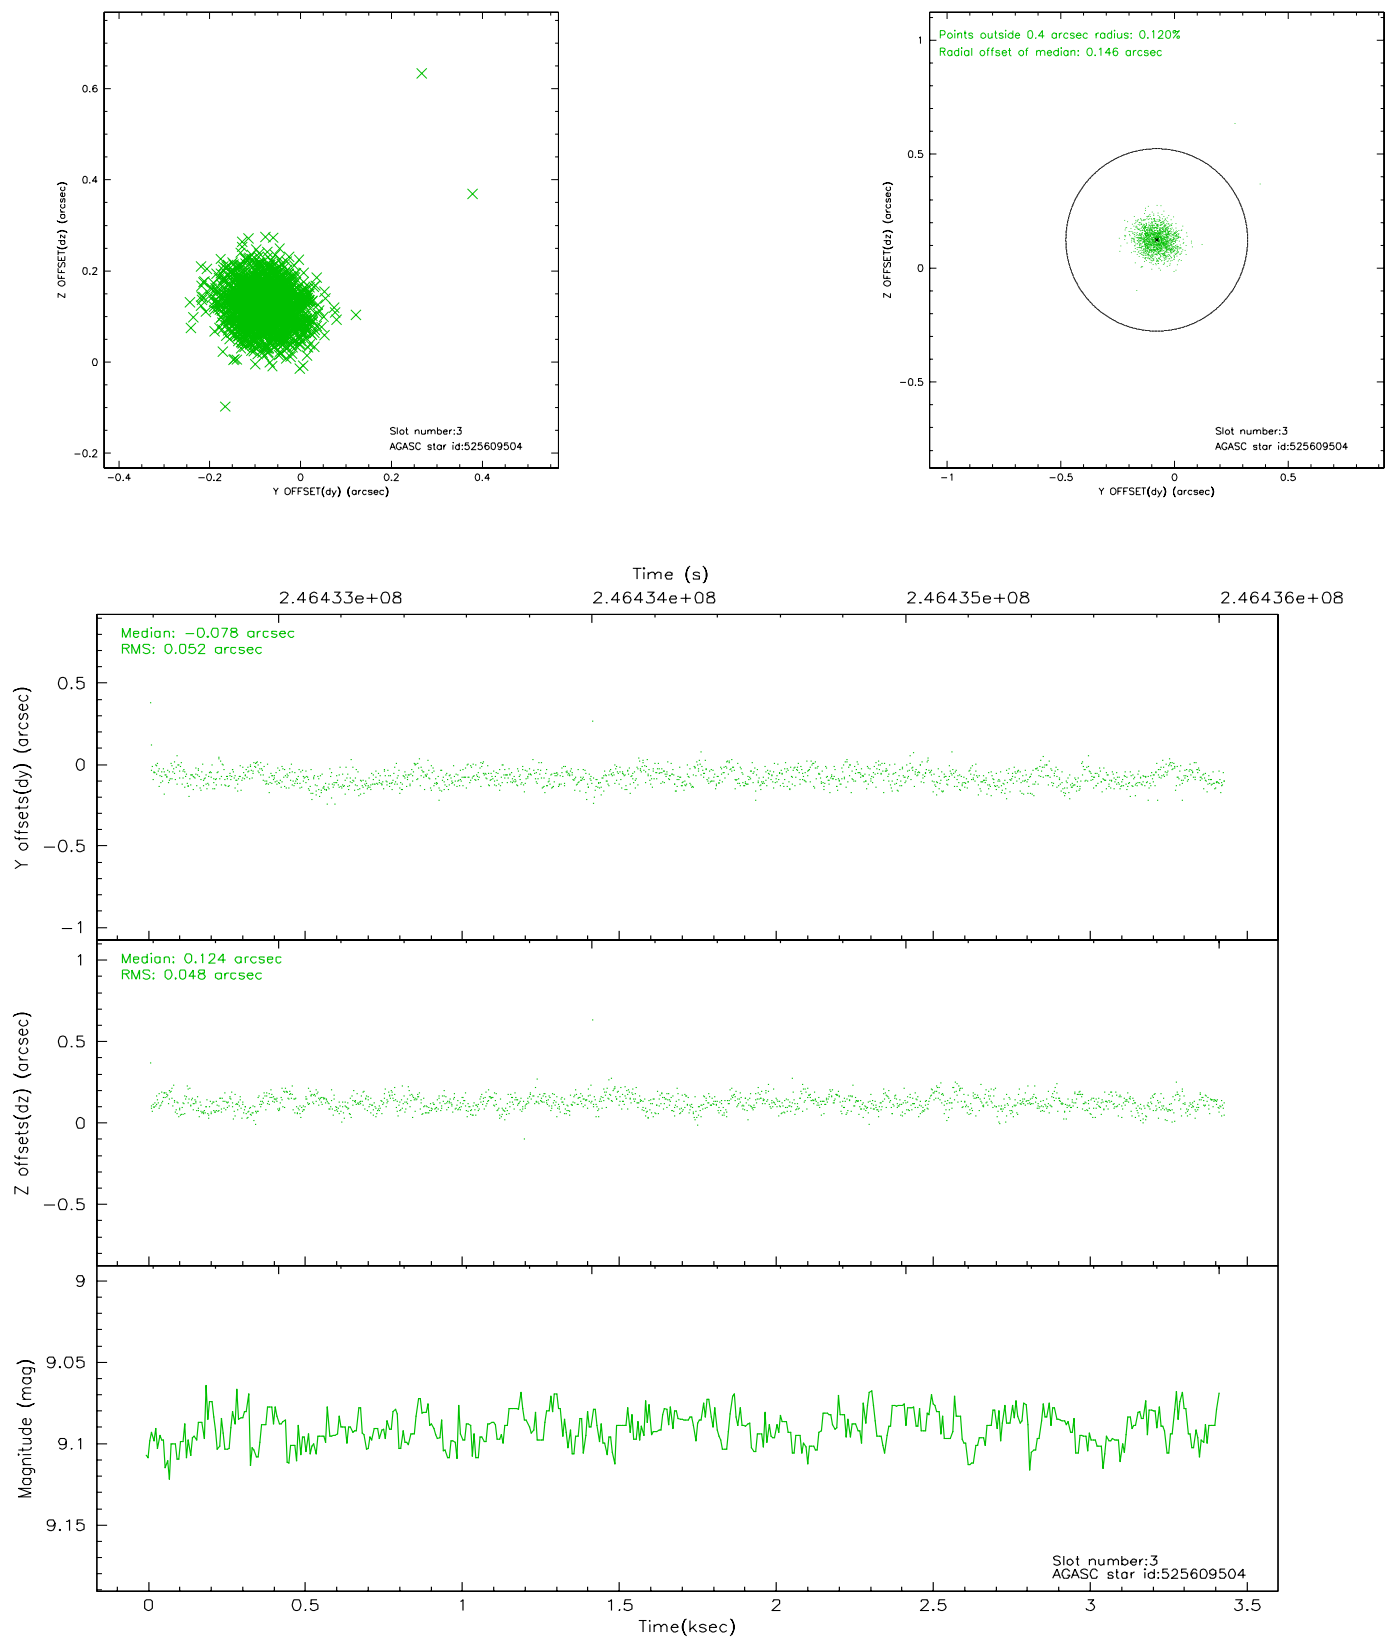 0.6
0.4
0.2
0
-0.2
Z OFFSET(dz) (arcsec)
Slot number:3
AGASC star id:525609504
-0.4
-0.2
0
0.2
0.4
Y OFFSET(dy) (arcsec)
Points outside 0.4 arcsec radius: 0.120%
Radial offset of median: 0.146 arcsec
1
0.5
0
-0.5
Z OFFSET(dz) (arcsec)
Slot number:3
AGASC star id:525609504
-1
-0.5
0
0.5
Y OFFSET(dy) (arcsec)
Time (s)
2.46433e+08
2.46434e+08
2.46435e+08
2.46436e+08
Median: -0.078 arcsec
RMS: 0.052 arcsec
0.5
0
-0.5
-1
Y offsets(dy) (arcsec)
Median: 0.124 arcsec
RMS: 0.048 arcsec
1
0.5
0
-0.5
Z offsets(dz) (arcsec)
9
9.05
9.1
9.15
Magnitude (mag)
Slot number:3
AGASC star id:525609504
0
0.5
1
1.5
2
2.5
3
3.5
Time(ksec)